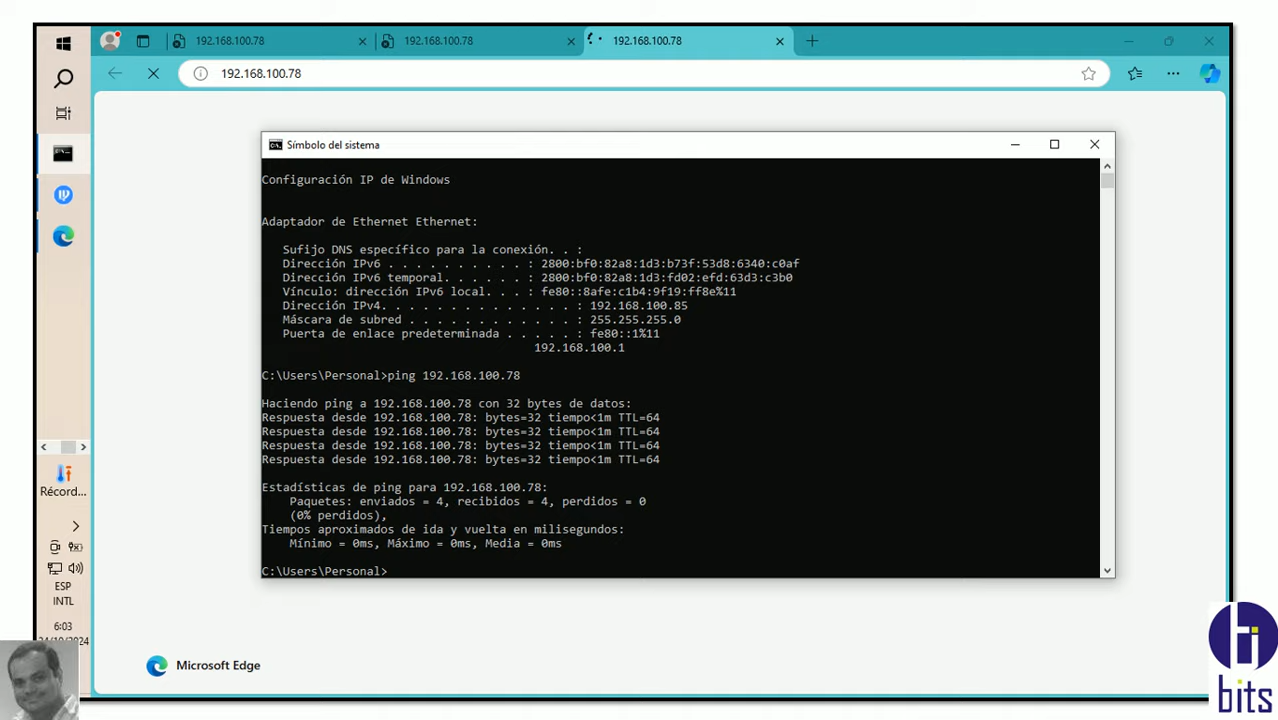 192.168.100.78
192.168.100.78
192.168.100.78
192.168.100.78
Símbolo del sistema
Configuración IP de Windows
Adaptador de Ethernet Ethernet:
Sufijo DNS específico para la conexión. . :
Dirección IPv6 . . . . . . . . . . : 2800:bf0:82a8:1d3:b73f:53d8:6340:c0af
Dirección IPv6 temporal. . . . . . : 2800:bf0:82a8:1d3:fd02:efd:63d3:c3b0
Vínculo: dirección IPv6 local. . . : fe80::8afe:c1b4:9f19:ff8e%11
Dirección IPv4. . . . . . . . . . . . . . : 192.168.100.85
Máscara de subred . . . . . . . . . . . . : 255.255.255.0
Puerta de enlace predeterminada . . . . . : fe80::1%11
192.168.100.1
C:\Users\Personal>ping 192.168.100.78
Haciendo ping a 192.168.100.78 con 32 bytes de datos:
Respuesta desde 192.168.100.78: bytes=32 tiempo<1m TTL=64
Respuesta desde 192.168.100.78: bytes=32 tiempo<1m TTL=64
Respuesta desde 192.168.100.78: bytes=32 tiempo<1m TTL=64
Respuesta desde 192.168.100.78: bytes=32 tiempo<1m TTL=64
Estadísticas de ping para 192.168.100.78:
Paquetes: enviados = 4, recibidos = 4, perdidos = 0
(0% perdidos),
Tiempos aproximados de ida y vuelta en milisegundos:
Mínimo = 0ms, Máximo = 0ms, Media = 0ms
C:\Users\Personal>
Récord...
ESP
INTL
6:03
24/10/2024
Microsoft Edge
bits